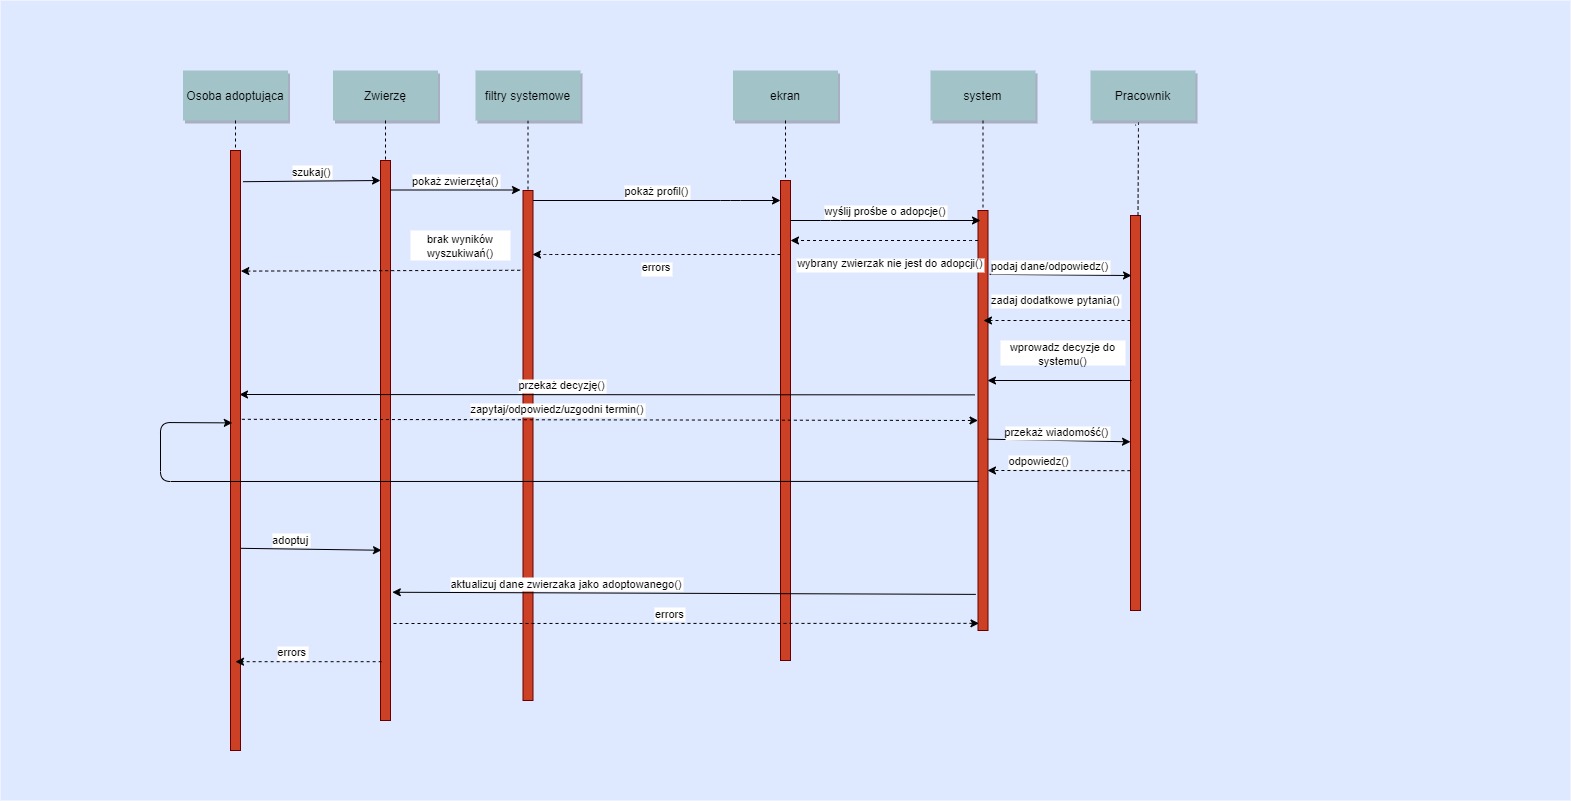 Osoba adoptująca
Zwierzę
filtry systemowe
ekran
system
Pracownik
szukaj()
pokaż zwierzęta()
pokaż profil()
wyślij prośbe o adopcje()
brak wyników
wyszukiwań()
errors
wybrany zwierzak nie jest do adopcji()
podaj dane/odpowiedz()
zadaj dodatkowe pytania()
wprowadz decyzje do
systemu()
przekaż decyzję()
zapytaj/odpowiedz/uzgodni termin()
przekaż wiadomość()
odpowiedz()
adoptuj
aktualizuj dane zwierzaka jako adoptowanego()
errors
errors